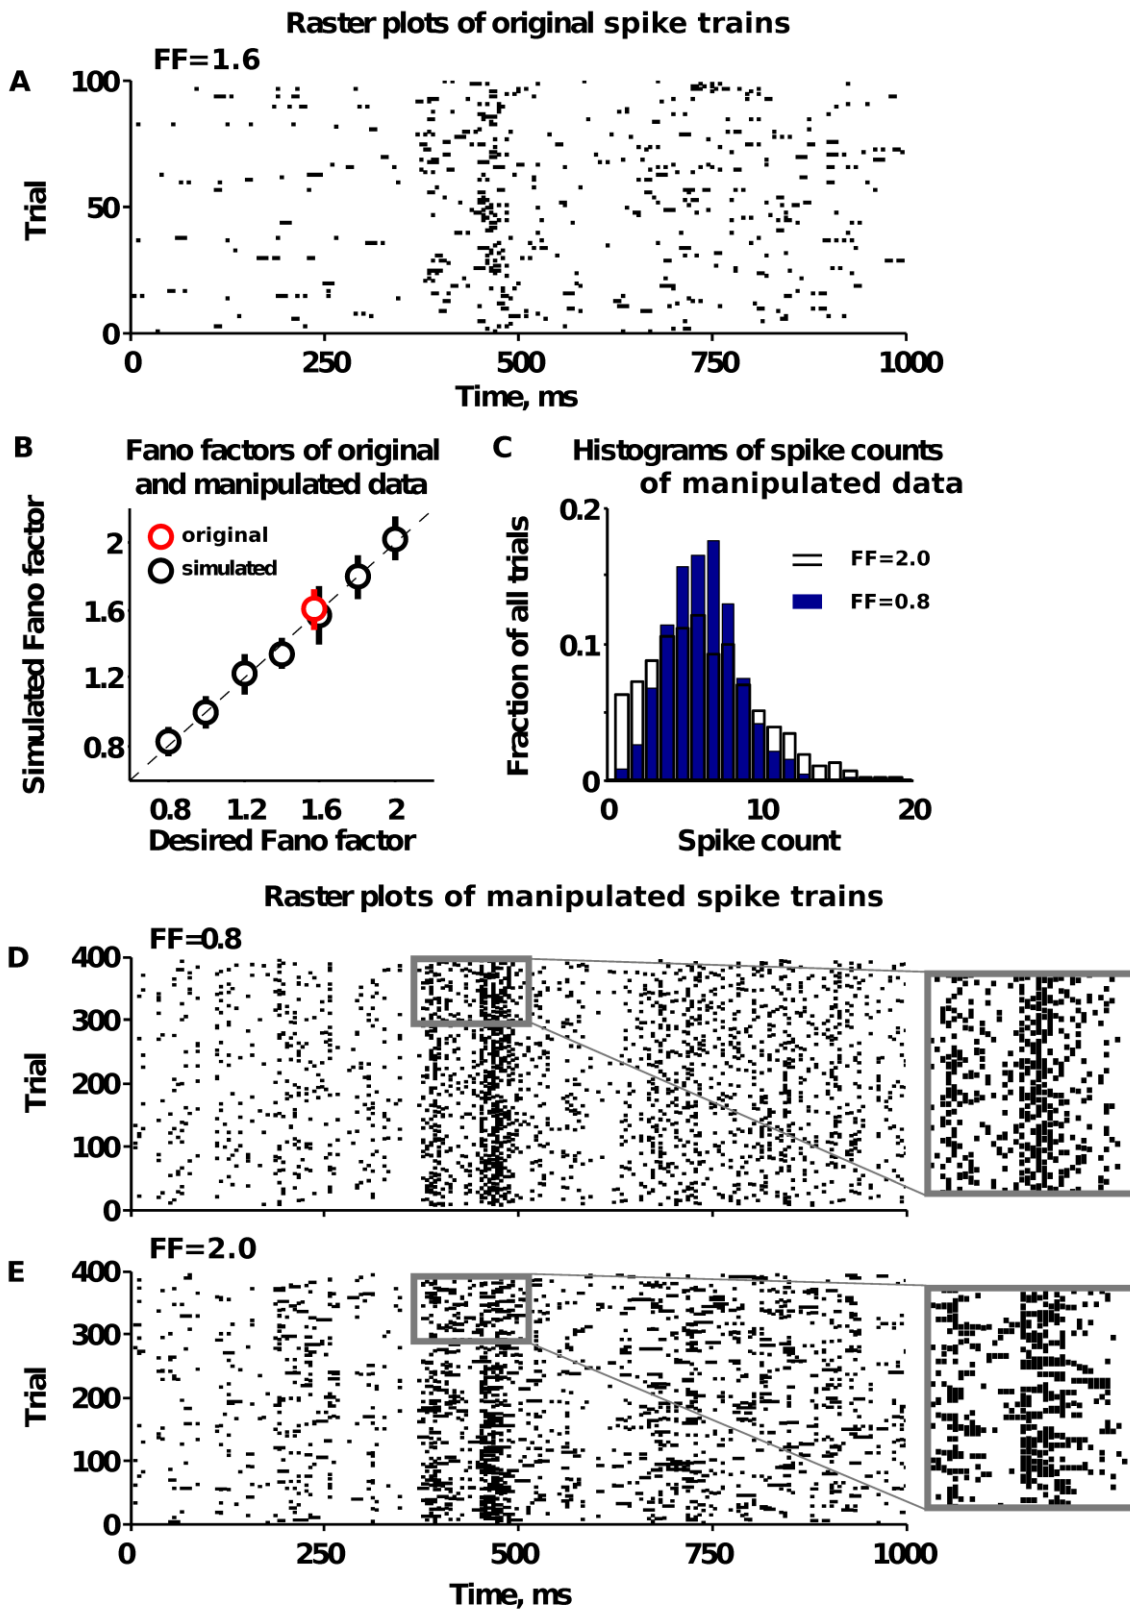 Raster plots of original spike trains
A
FF=1.6
100
50
0
Trial
0 250 500 750 1000
Time, ms
B
Fano factors of original
and manipulated data
original
simulated
2
1.6
1.2
0.8
Simulated Fano factor
0.8 1.2 1.6 2
Desired Fano factor
C
Histograms of spike counts
of manipulated data
FF=2.0
FF=0.8
0.2
0.1
0
Fraction of all trials
0 10 20
Spike count
Raster plots of manipulated spike trains
D
FF=0.8
400
300
200
100
0
Trial
0 250 500 750 1000
E
FF=2.0
400
300
200
100
0
Trial
0 250 500 750 1000
Time, ms